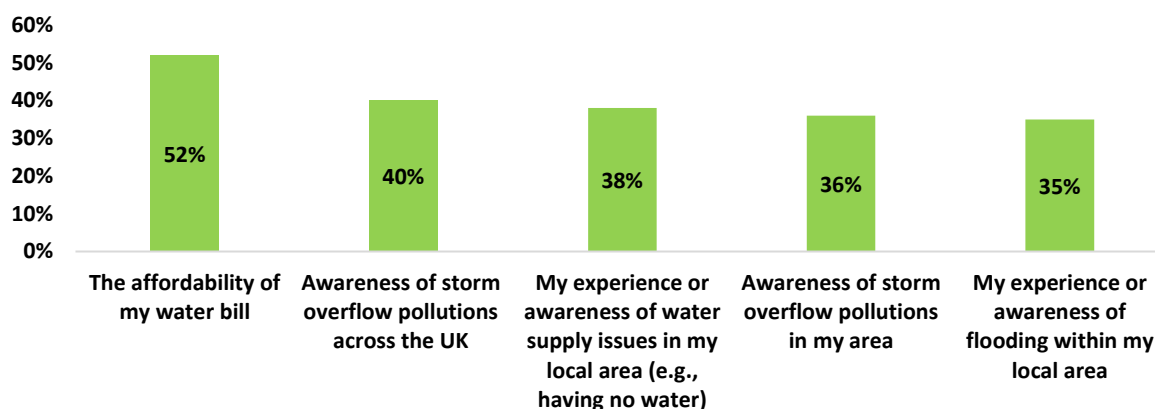 60%
50%
40%
30%
20%
10%
0%
52%
40%
38%
36%
35%
The affordability of
my water bill
Awareness of storm
overflow pollutions
across the UK
My experience or
awareness of water
supply issues in my
local area (e.g.,
having no water)
Awareness of storm
overflow pollutions
in my area
My experience or
awareness of
flooding within my
local area